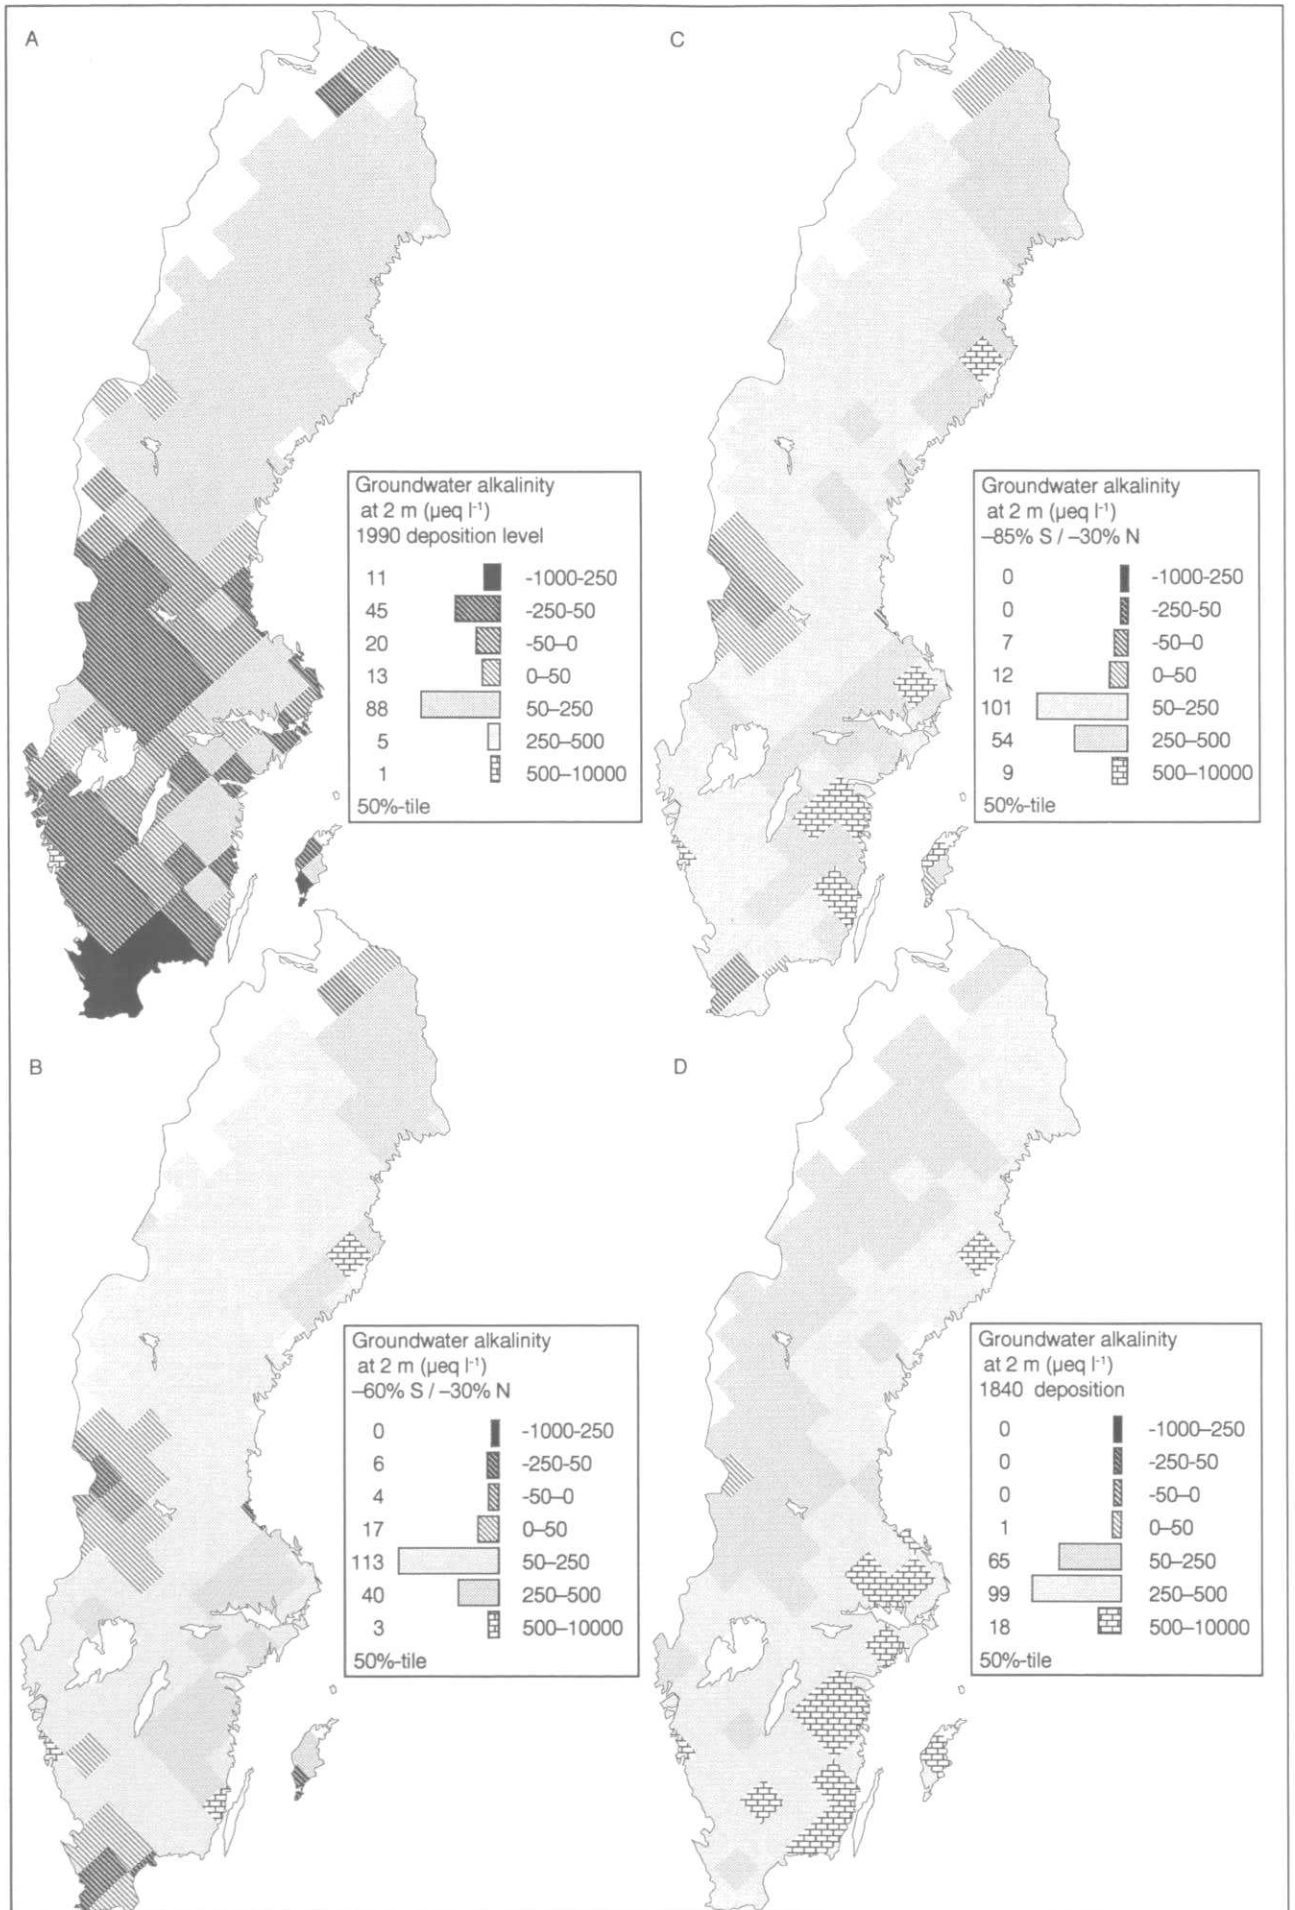 A
Groundwater alkalinity
at 2 m (µeq l⁻¹)
1990 deposition level
11 -1000-250
45 -250-50
20 -50–0
13 0–50
88 50–250
5 250–500
1 500–10000
50%-tile
C
Groundwater alkalinity
at 2 m (µeq l⁻¹)
–85% S / –30% N
0 -1000-250
0 -250-50
7 -50–0
12 0–50
101 50–250
54 250–500
9 500–10000
50%-tile
B
Groundwater alkalinity
at 2 m (µeq l⁻¹)
–60% S / –30% N
0 -1000-250
6 -250-50
4 -50–0
17 0–50
113 50–250
40 250–500
3 500–10000
50%-tile
D
Groundwater alkalinity
at 2 m (µeq l⁻¹)
1840 deposition
0 -1000–250
0 -250-50
0 -50–0
1 0–50
65 50–250
99 250–500
18 500–10000
50%-tile